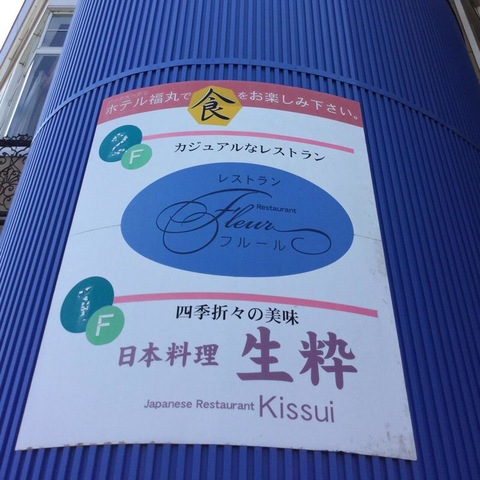 ホテル福丸で食をお楽しみ下さい。
カジュアルなレストラン
F
レストラン
Restaurant
Fleur
フルール
四季折々の美味
F
日本料理 生粋
Japanese Restaurant Kissui